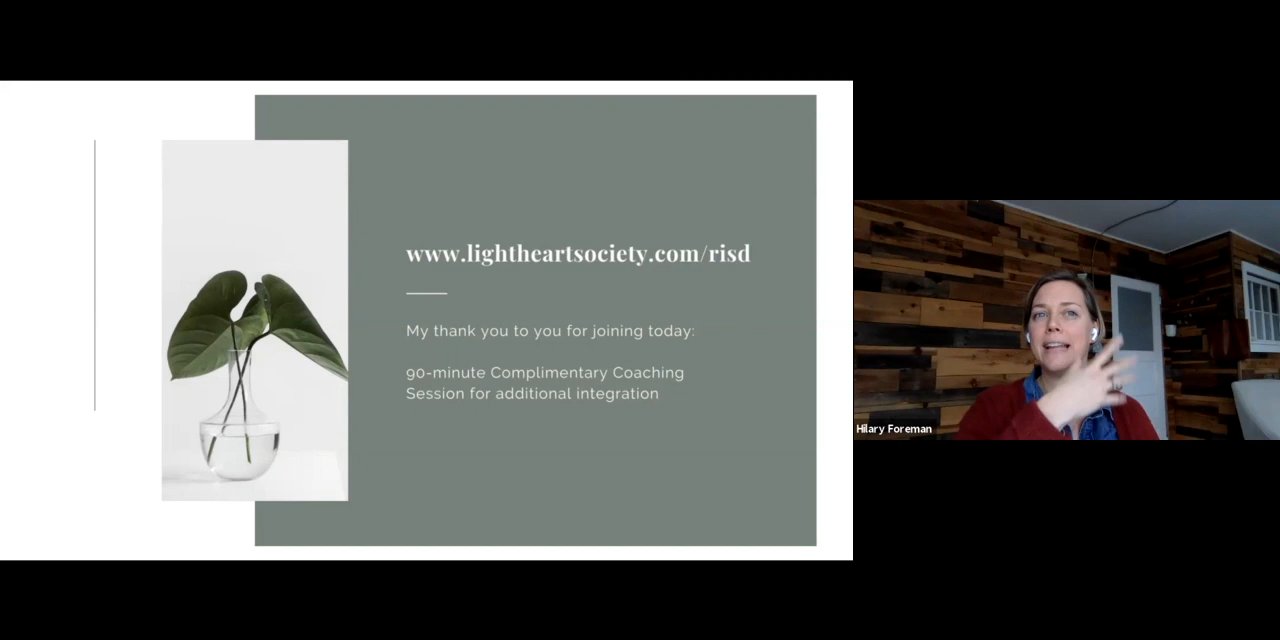 www.lightheartsociety.com/risd
My thank you to you for joining today:
90-minute Complimentary Coaching
Session for additional integration
Hilary Foreman